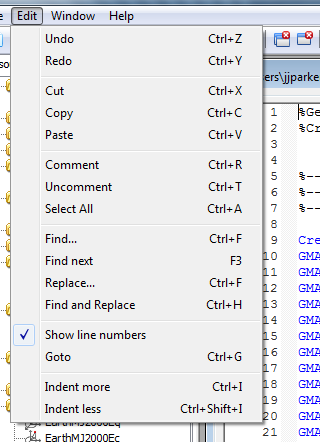 Edit Window Help
Undo Ctrl+Z
Redo Ctrl+Y
Cut Ctrl+X
Copy Ctrl+C
Paste Ctrl+V
Comment Ctrl+R
Uncomment Ctrl+T
Select All Ctrl+A
Find... Ctrl+F
Find next F3
Replace... Ctrl+F
Find and Replace Ctrl+H
Show line numbers
Goto Ctrl+G
Indent more Ctrl+I
Indent less Ctrl+Shift+I
EarthMJ2000Eq
EarthMJ2000Ec
ers\jjparke
1 %Ge
2 %Cr
3
4
5 %--
6 %--
7 %--
8
9 Cre
10 GMA
11 GMA
12 GMA
13 GMA
14 GMA
15 GMA
16 GMA
17 GMA
18 GMA
19 GMA
20 GMA
21 GMA